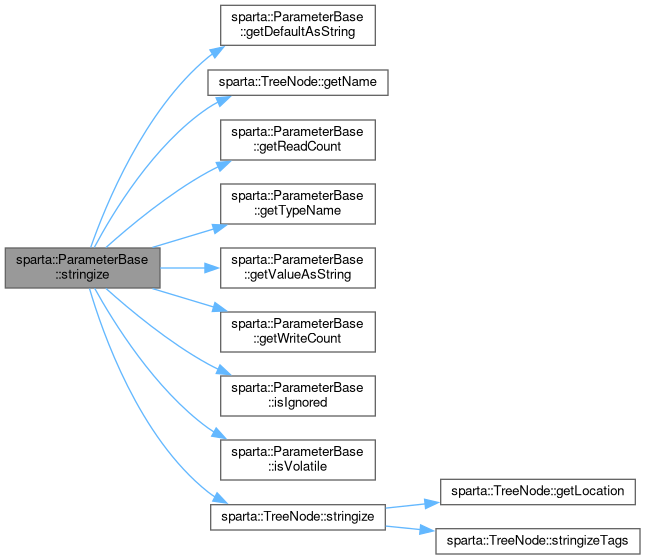 sparta::ParameterBase
::getDefaultAsString
sparta::TreeNode::getName
sparta::ParameterBase
::getReadCount
sparta::ParameterBase
::getTypeName
sparta::ParameterBase
::stringize
sparta::ParameterBase
::getValueAsString
sparta::ParameterBase
::getWriteCount
sparta::ParameterBase
::isIgnored
sparta::ParameterBase
::isVolatile
sparta::TreeNode::stringize
sparta::TreeNode::getLocation
sparta::TreeNode::stringizeTags